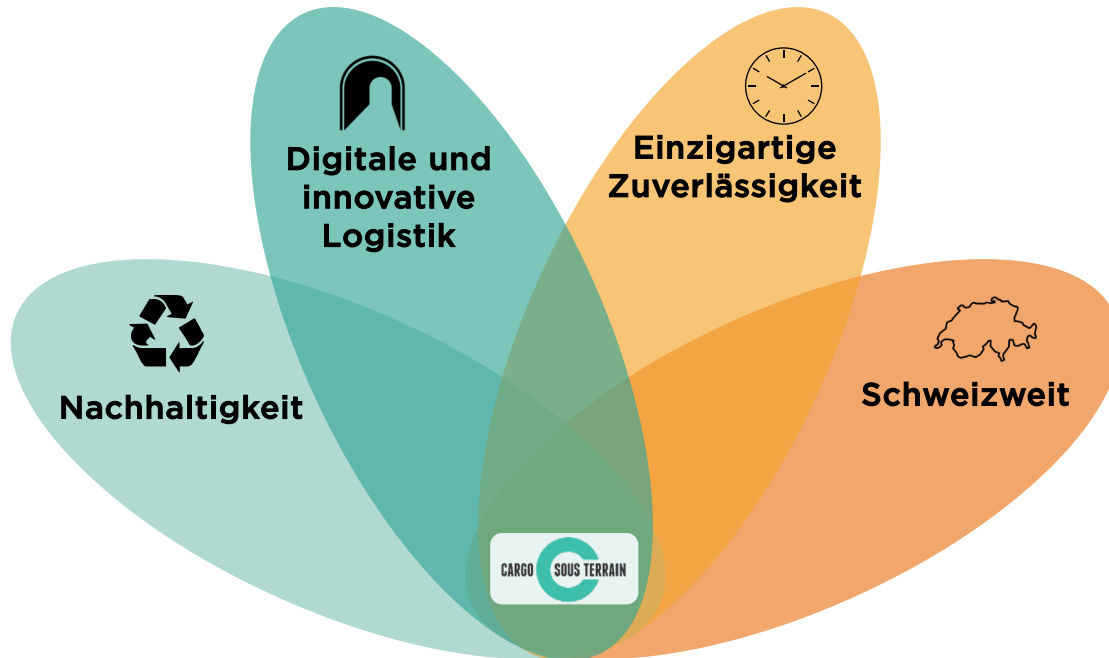 Digitale und
innovative
Logistik
Einzigartige
Zuverlässigkeit
Nachhaltigkeit
Schweizweit
CARGO SOUS TERRAIN